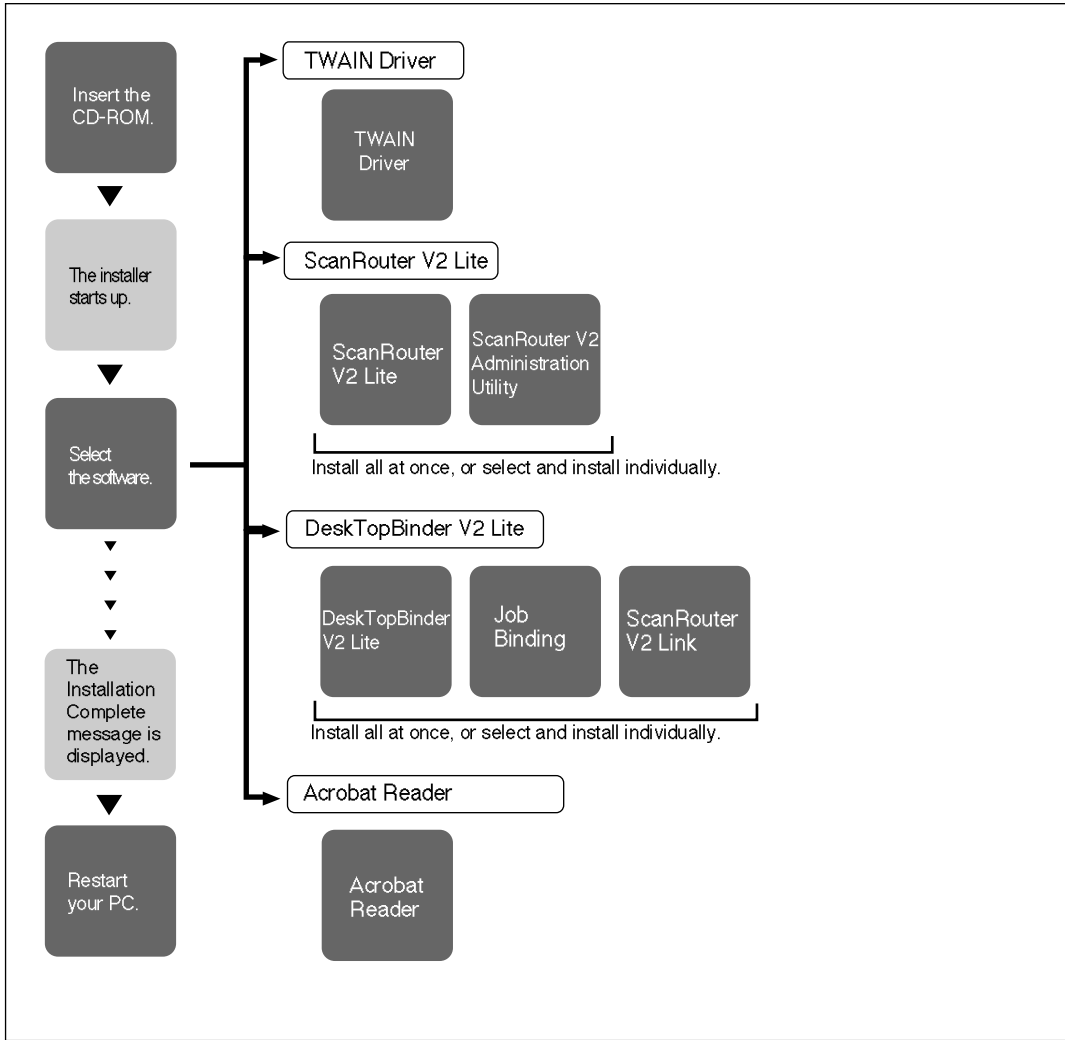 Insert the
CD-ROM.
The installer
starts up.
Select
the software.
The
Installation
Complete
message is
displayed.
Restart
your PC.
TWAIN Driver
TWAIN
Driver
ScanRouter V2 Lite
ScanRouter
V2 Lite
ScanRouter V2
Administration
Utility
Install all at once, or select and install individually.
DeskTopBinder V2 Lite
DeskTopBinder
V2 Lite
Job
Binding
ScanRouter
V2 Link
Install all at once, or select and install individually.
Acrobat Reader
Acrobat
Reader